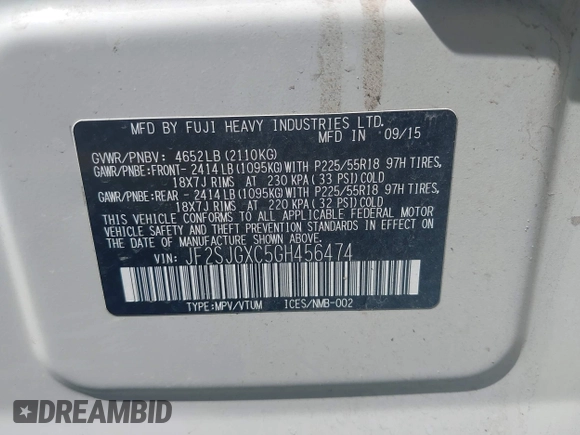 MFD BY FUJI HEAVY INDUSTRIES LTD.
MFD IN 09/15
GVWR/PNBV: 4652LB (2110KG)
GAWR/PNBE:FRONT- 2414LB(1095KG)WITH P225/55R18 97H TIRES,
18X7J RIMS AT 230 KPA( 33 PSI)COLD
GAWR/PNBE:REAR - 2414LB(1095KG)WITH P225/55R18 97H TIRES,
18X7J RIMS AT 220 KPA( 32 PSI)COLD
THIS VEHICLE CONFORMS TO ALL APPLICABLE FEDERAL MOTOR
VEHICLE SAFETY AND THEFT PREVENTION STANDARDS IN EFFECT
ON THE DATE OF MANUFACTURE SHOWN ABOVE.
VIN: JF2SJGXC5GH456474
TYPE:MPV/VTUM ICES/NMB-002
DREAMBID